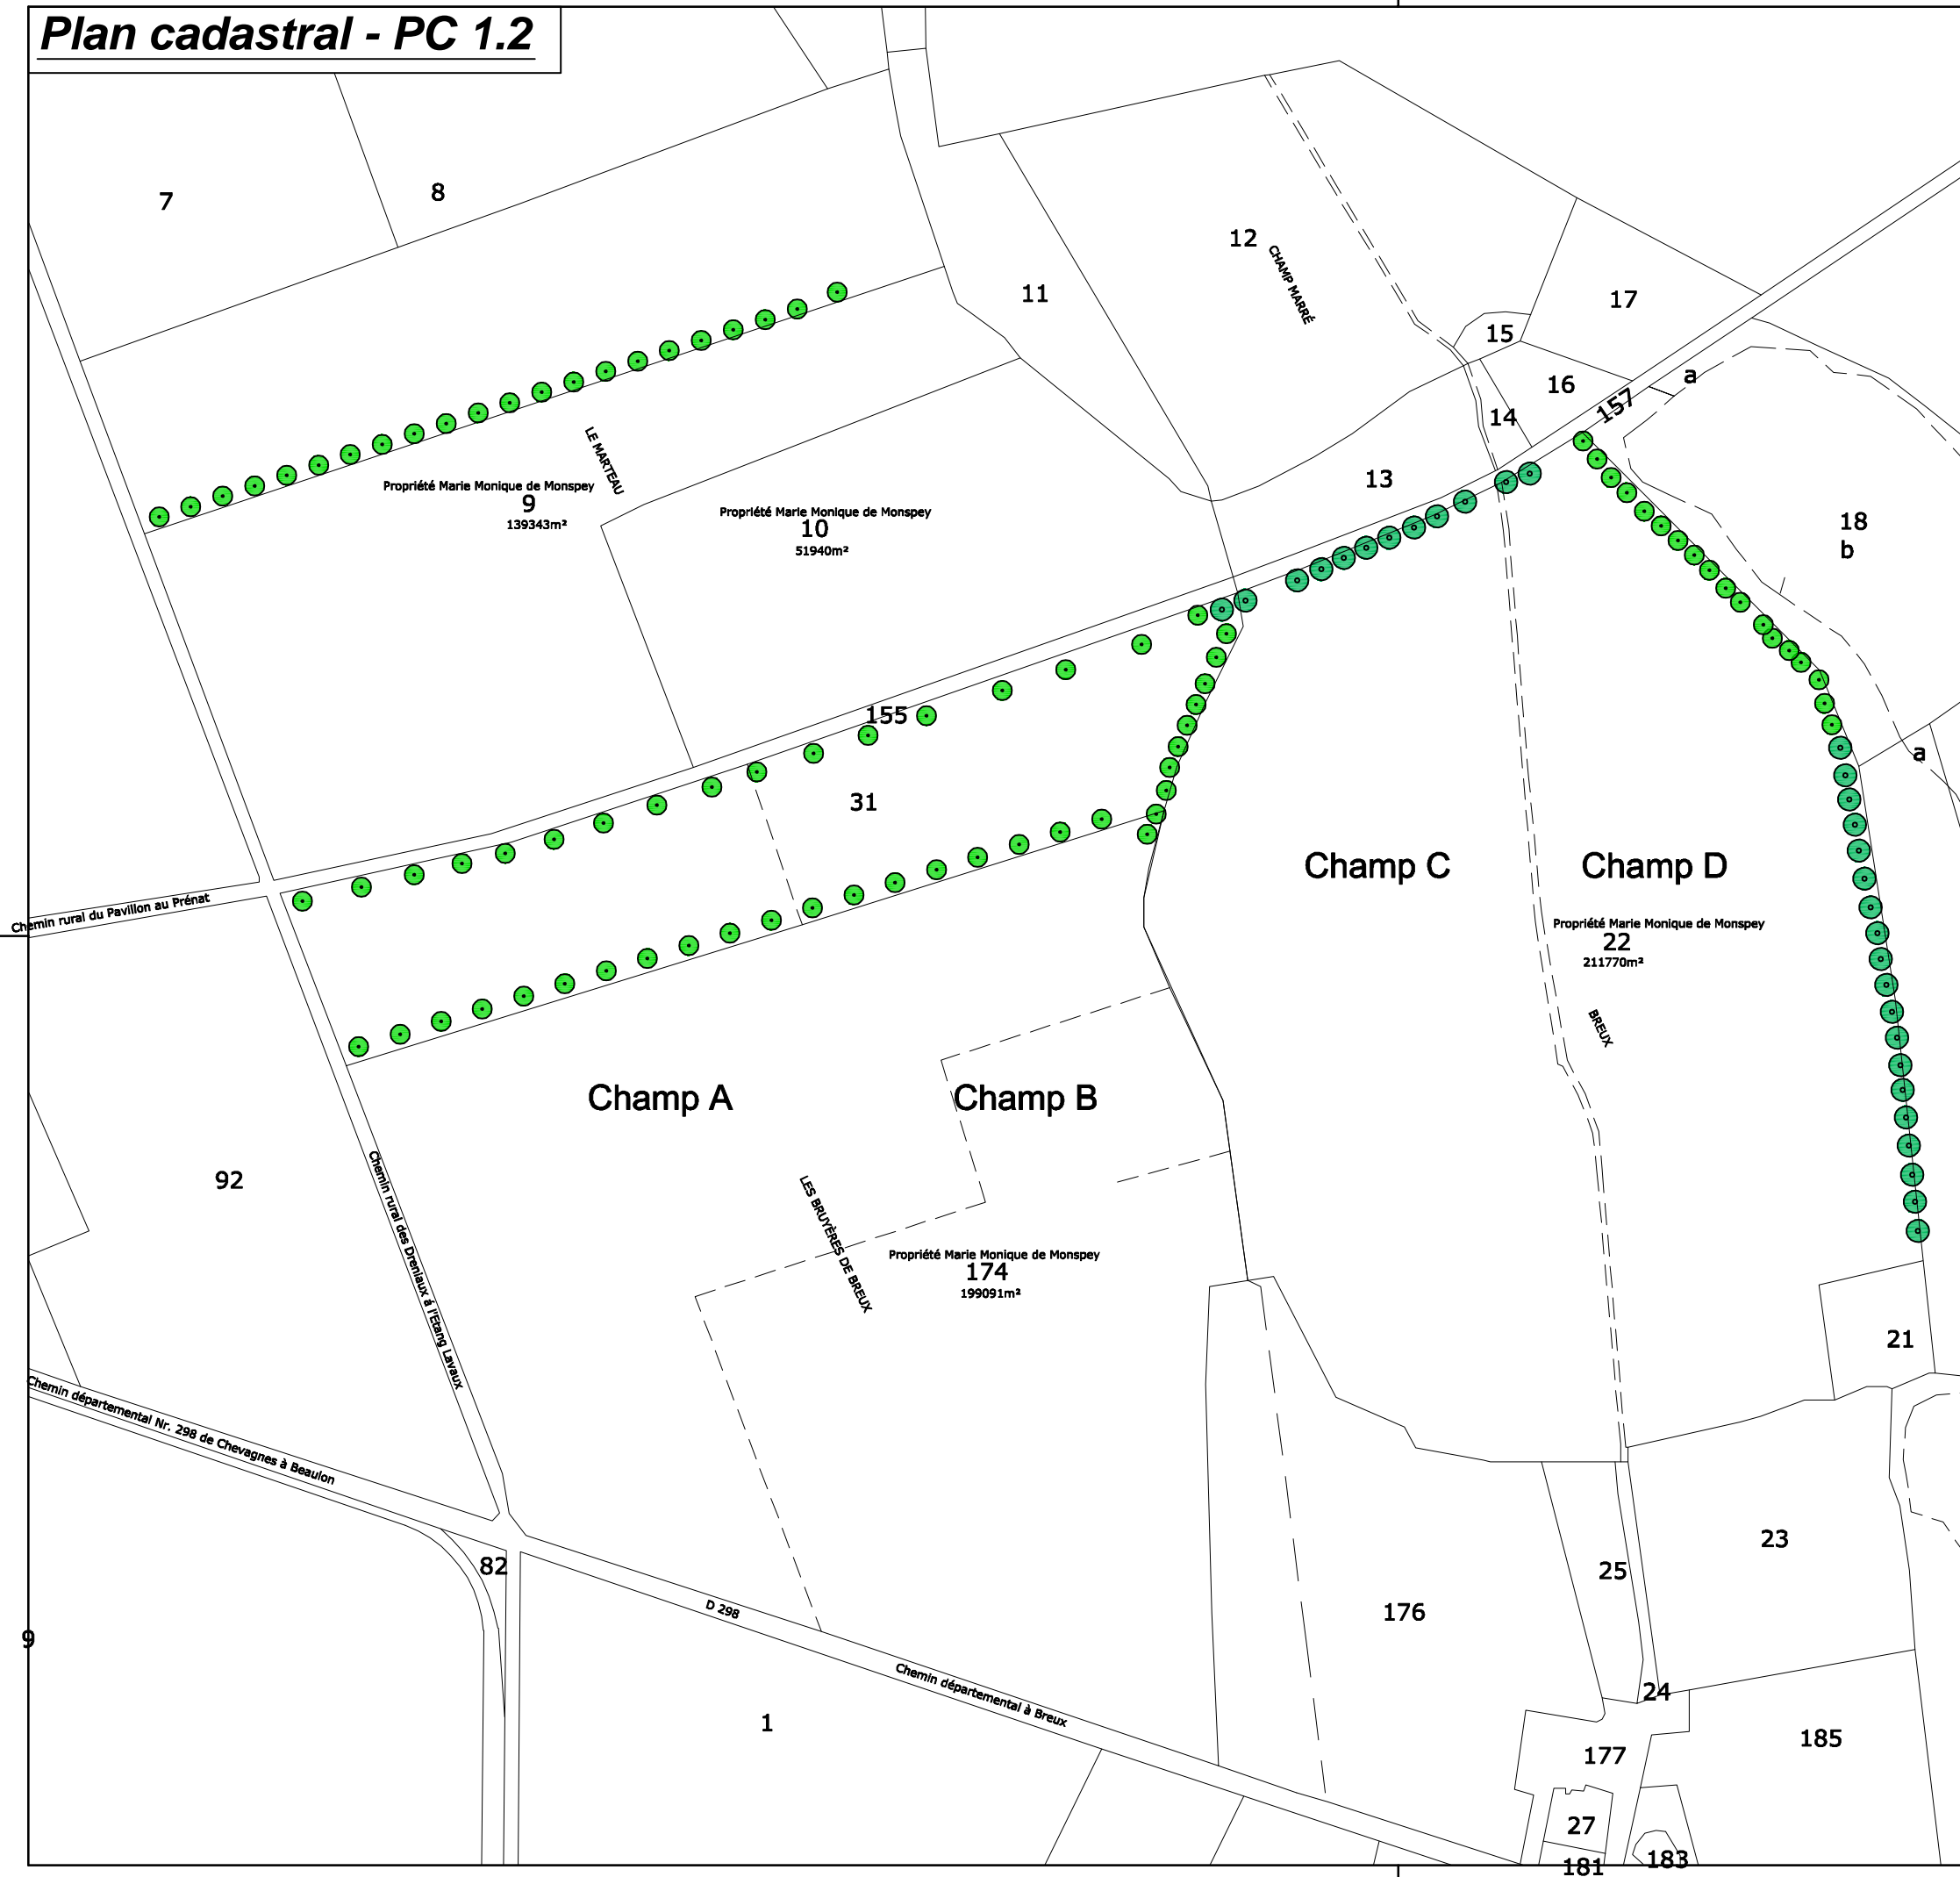 Plan cadastral - PC 1.2
7
8
12
CHAMP MARRÉ
11
17
15
16
a
157
14
LE MARTEAU
13
Propriété Marie Monique de Monspey
9
139343m²
Propriété Marie Monique de Monspey
10
51940m²
18
b
155
a
31
Champ C
Champ D
Chemin rural du Pavillon au Prénat
Propriété Marie Monique de Monspey
22
211770m²
BREUX
Champ A
Champ B
92
Chemin rural des Dreniaux á l'Etang Lavaux
LES BRUYÈRES DE BREUX
Propriété Marie Monique de Monspey
174
199091m²
21
Chemin départemental Nr. 298 de Chevagnes à Beaulon
23
82
25
D 298
176
9
Chemin départemental à Breux
24
1
185
177
27
183
181